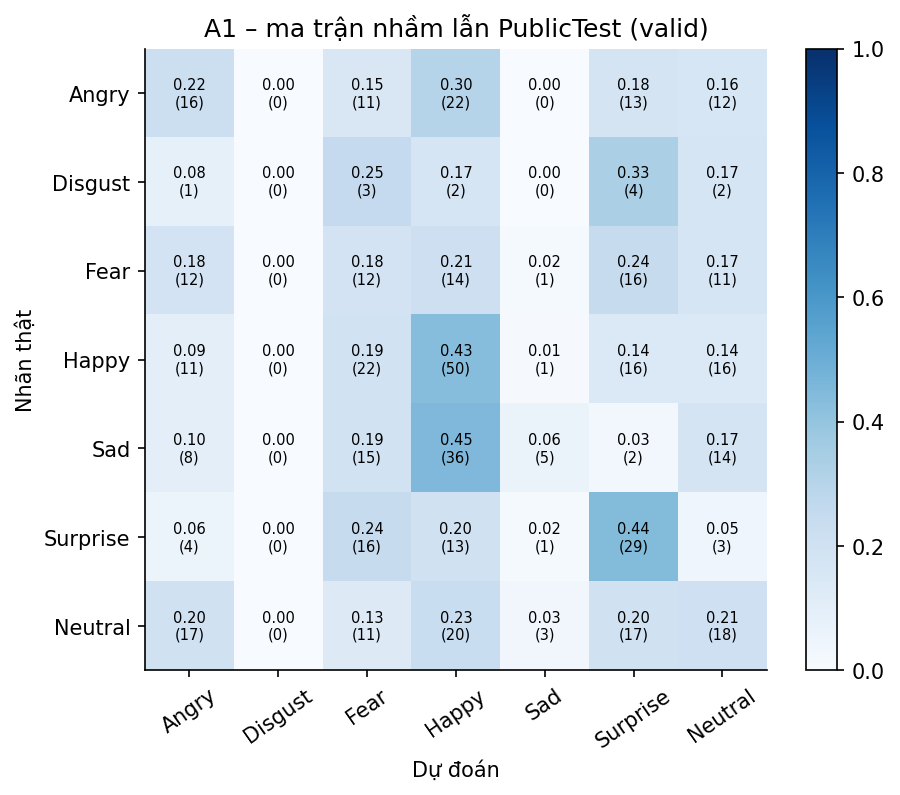 A1 – ma trận nhầm lẫn PublicTest (valid)
Nhãn thật
Angry
0.22 0.00 0.15 0.30 0.00 0.18 0.16
(16) (0) (11) (22) (0) (13) (12)
Disgust
0.08 0.00 0.25 0.17 0.00 0.33 0.17
(1) (0) (3) (2) (0) (4) (2)
Fear
0.18 0.00 0.18 0.21 0.02 0.24 0.17
(12) (0) (12) (14) (1) (16) (11)
Happy
0.09 0.00 0.19 0.43 0.01 0.14 0.14
(11) (0) (22) (50) (1) (16) (16)
Sad
0.10 0.00 0.19 0.45 0.06 0.03 0.17
(8) (0) (15) (36) (5) (2) (14)
Surprise
0.06 0.00 0.24 0.20 0.02 0.44 0.05
(4) (0) (16) (13) (1) (29) (3)
Neutral
0.20 0.00 0.13 0.23 0.03 0.20 0.21
(17) (0) (11) (20) (3) (17) (18)
Angry Disgust Fear Happy Sad Surprise Neutral
Dự đoán
1.0
0.8
0.6
0.4
0.2
0.0